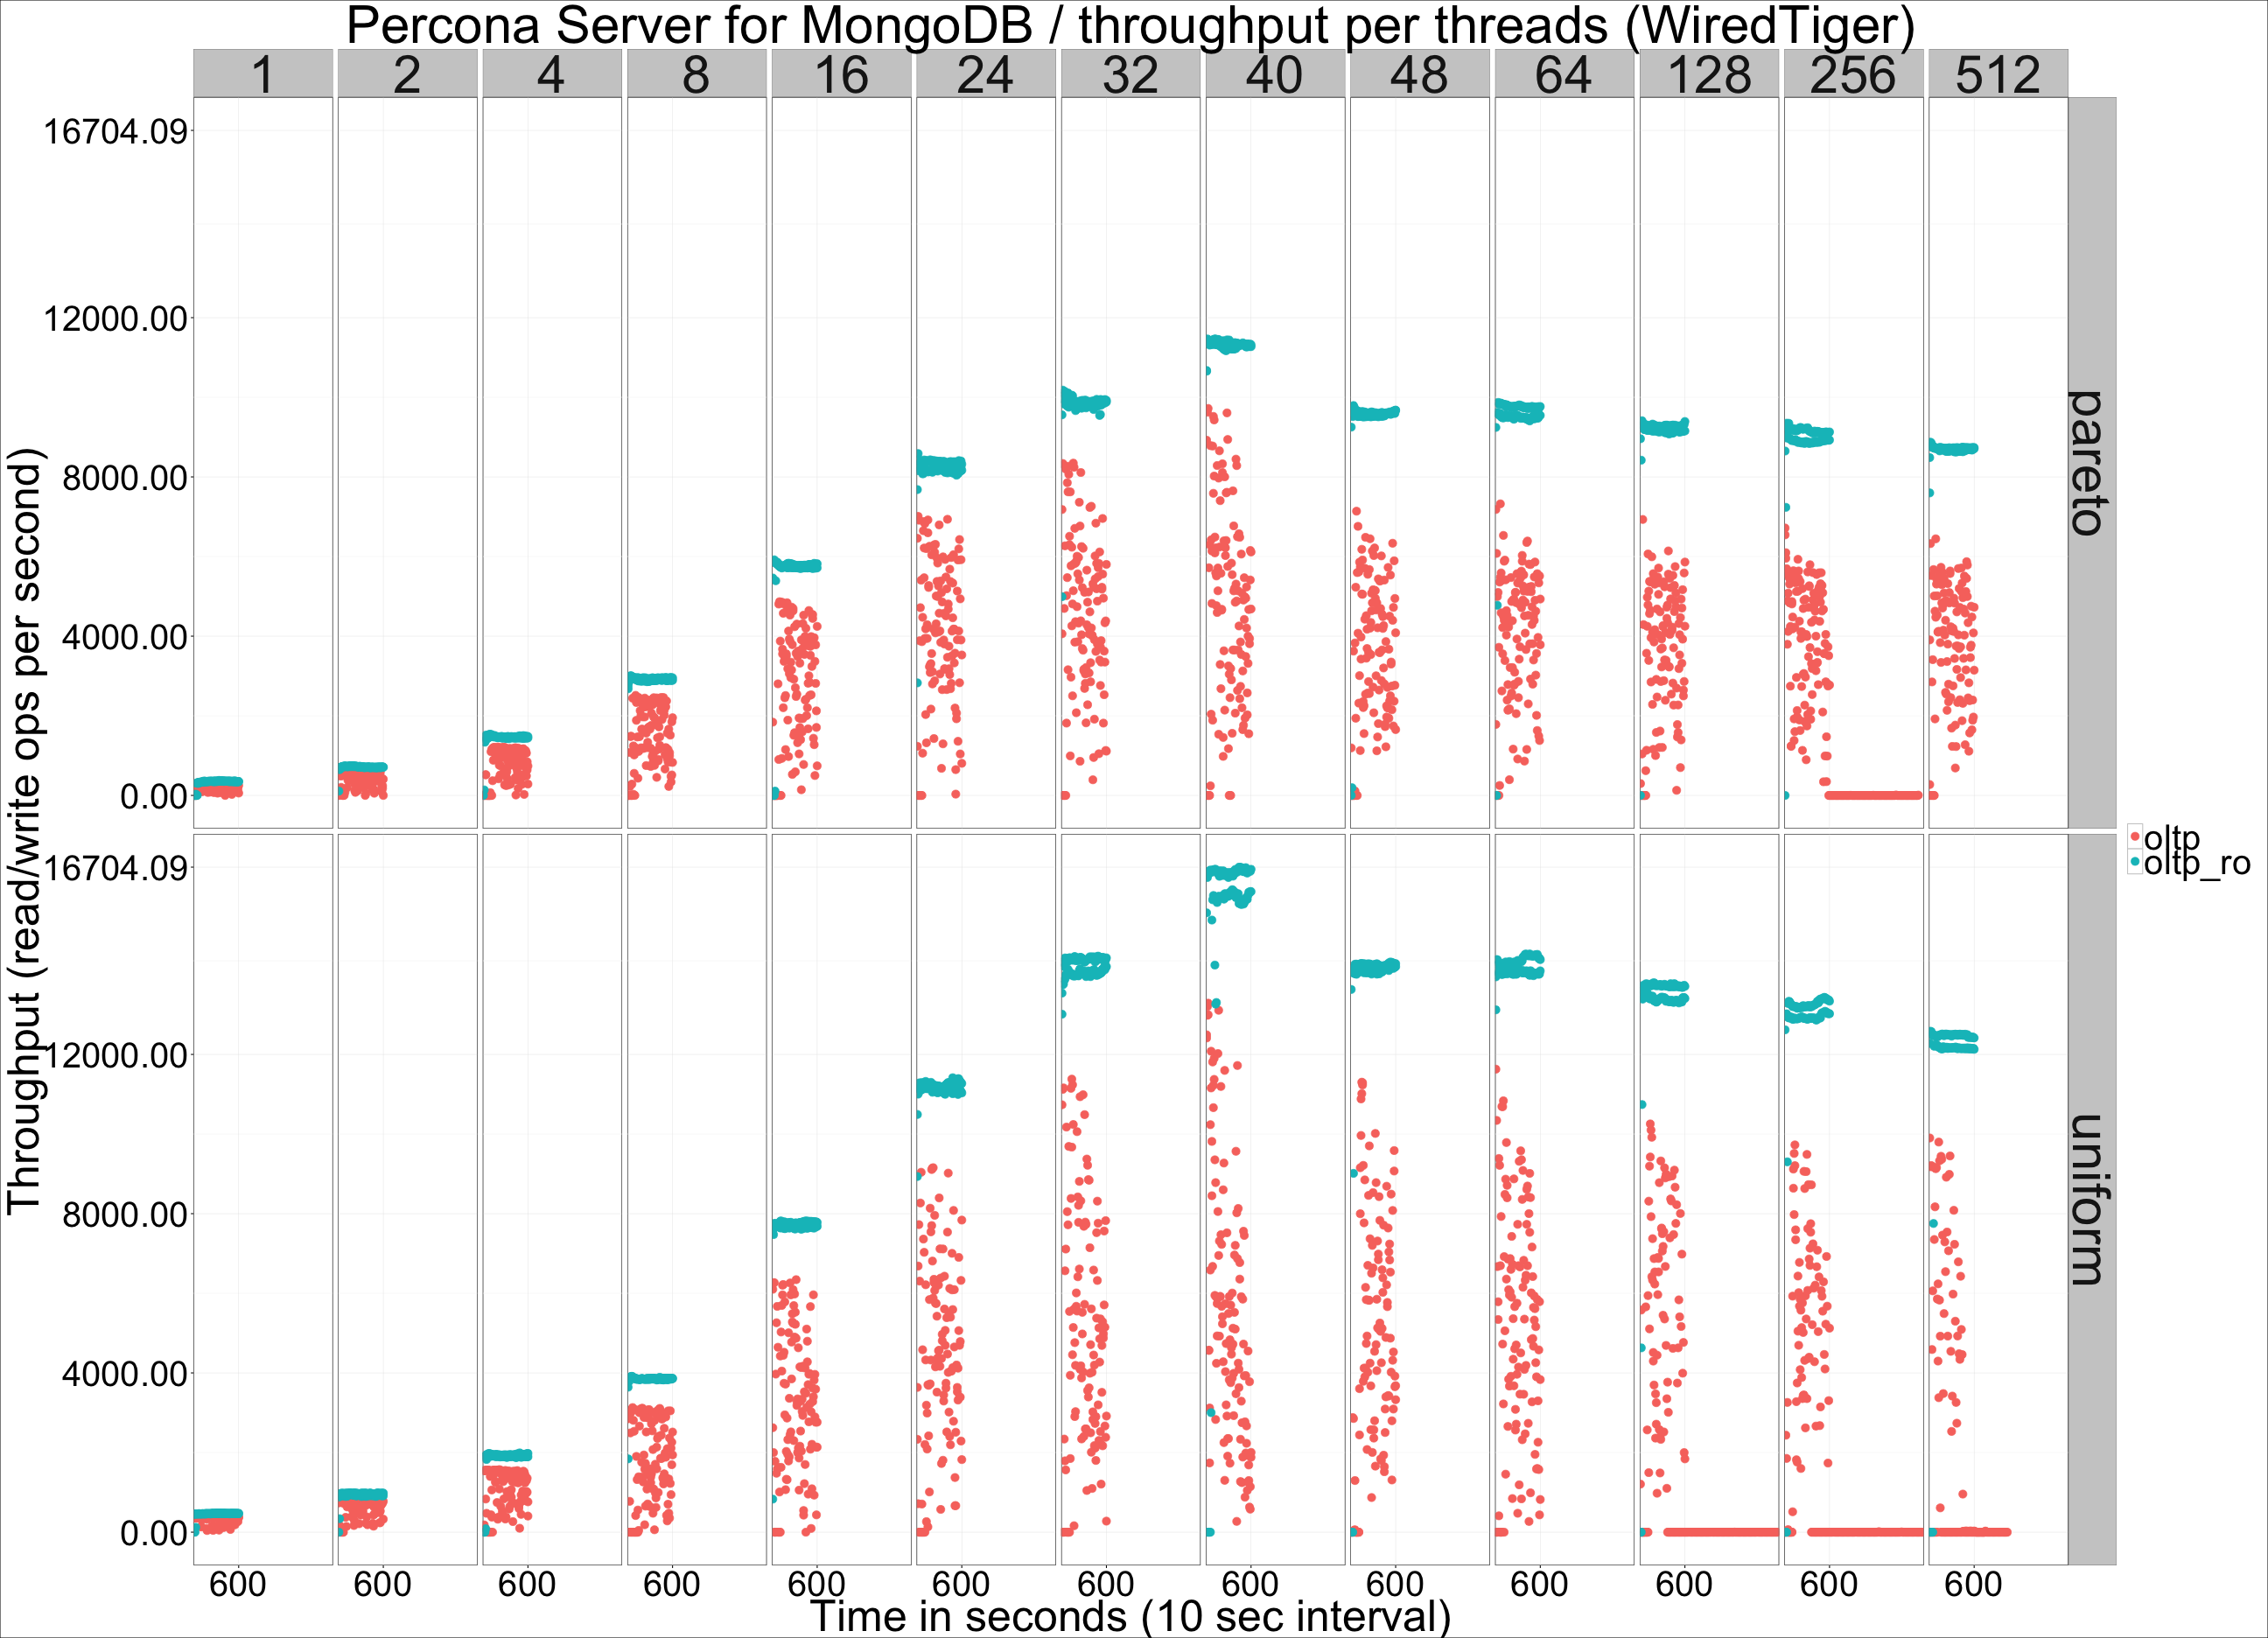 Percona Server for MongoDB / throughput per threads (WiredTiger)
1 2 4 8 16 24 32 40 48 64 128 256 512
Throughput (read/write ops per second)
16704.09
12000.00
8000.00
4000.00
0.00
pareto
16704.09
12000.00
8000.00
4000.00
0.00
uniform
oltp
oltp_ro
600 600 600 600 600 600 600 600 600 600 600 600 600
Time in seconds (10 sec interval)